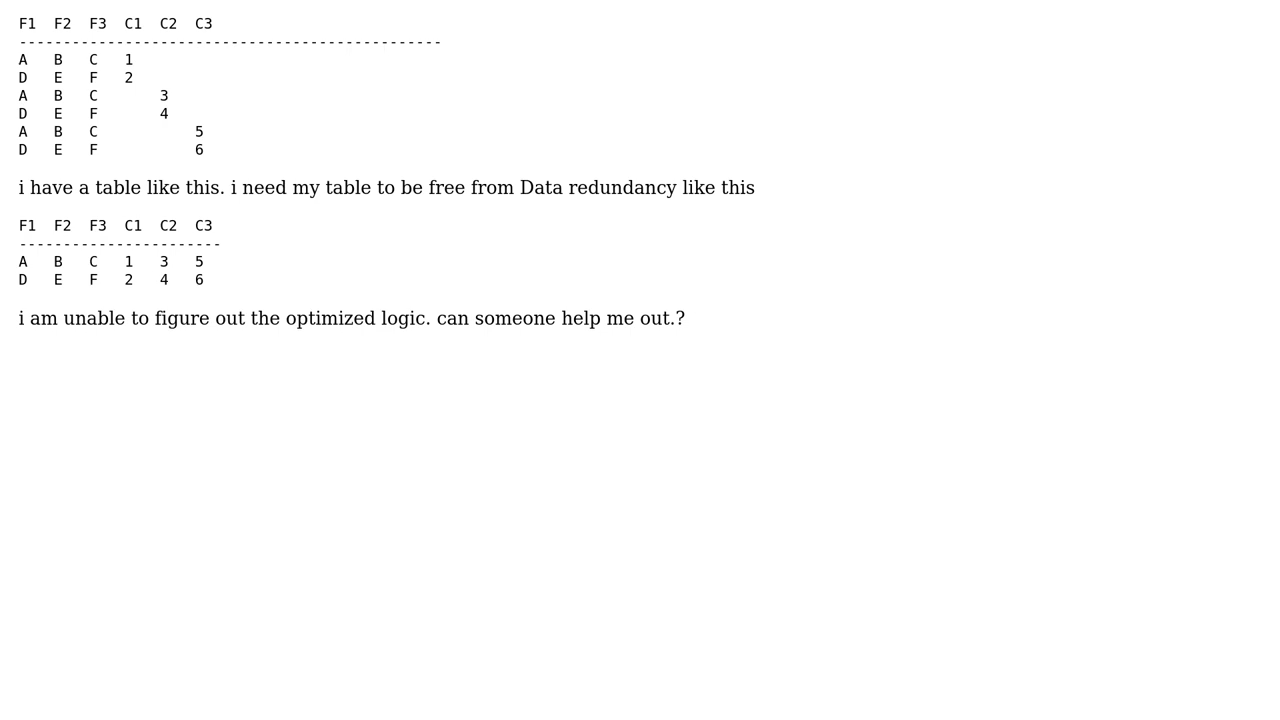 F1  F2  F3  C1  C2  C3
------------------------------------------------
A   B   C   1
D   E   F   2
A   B   C       3
D   E   F       4
A   B   C           5
D   E   F           6
i have a table like this. i need my table to be free from Data redundancy like this
F1  F2  F3  C1  C2  C3
-----------------------
A   B   C   1   3   5
D   E   F   2   4   6
i am unable to figure out the optimized logic. can someone help me out.?